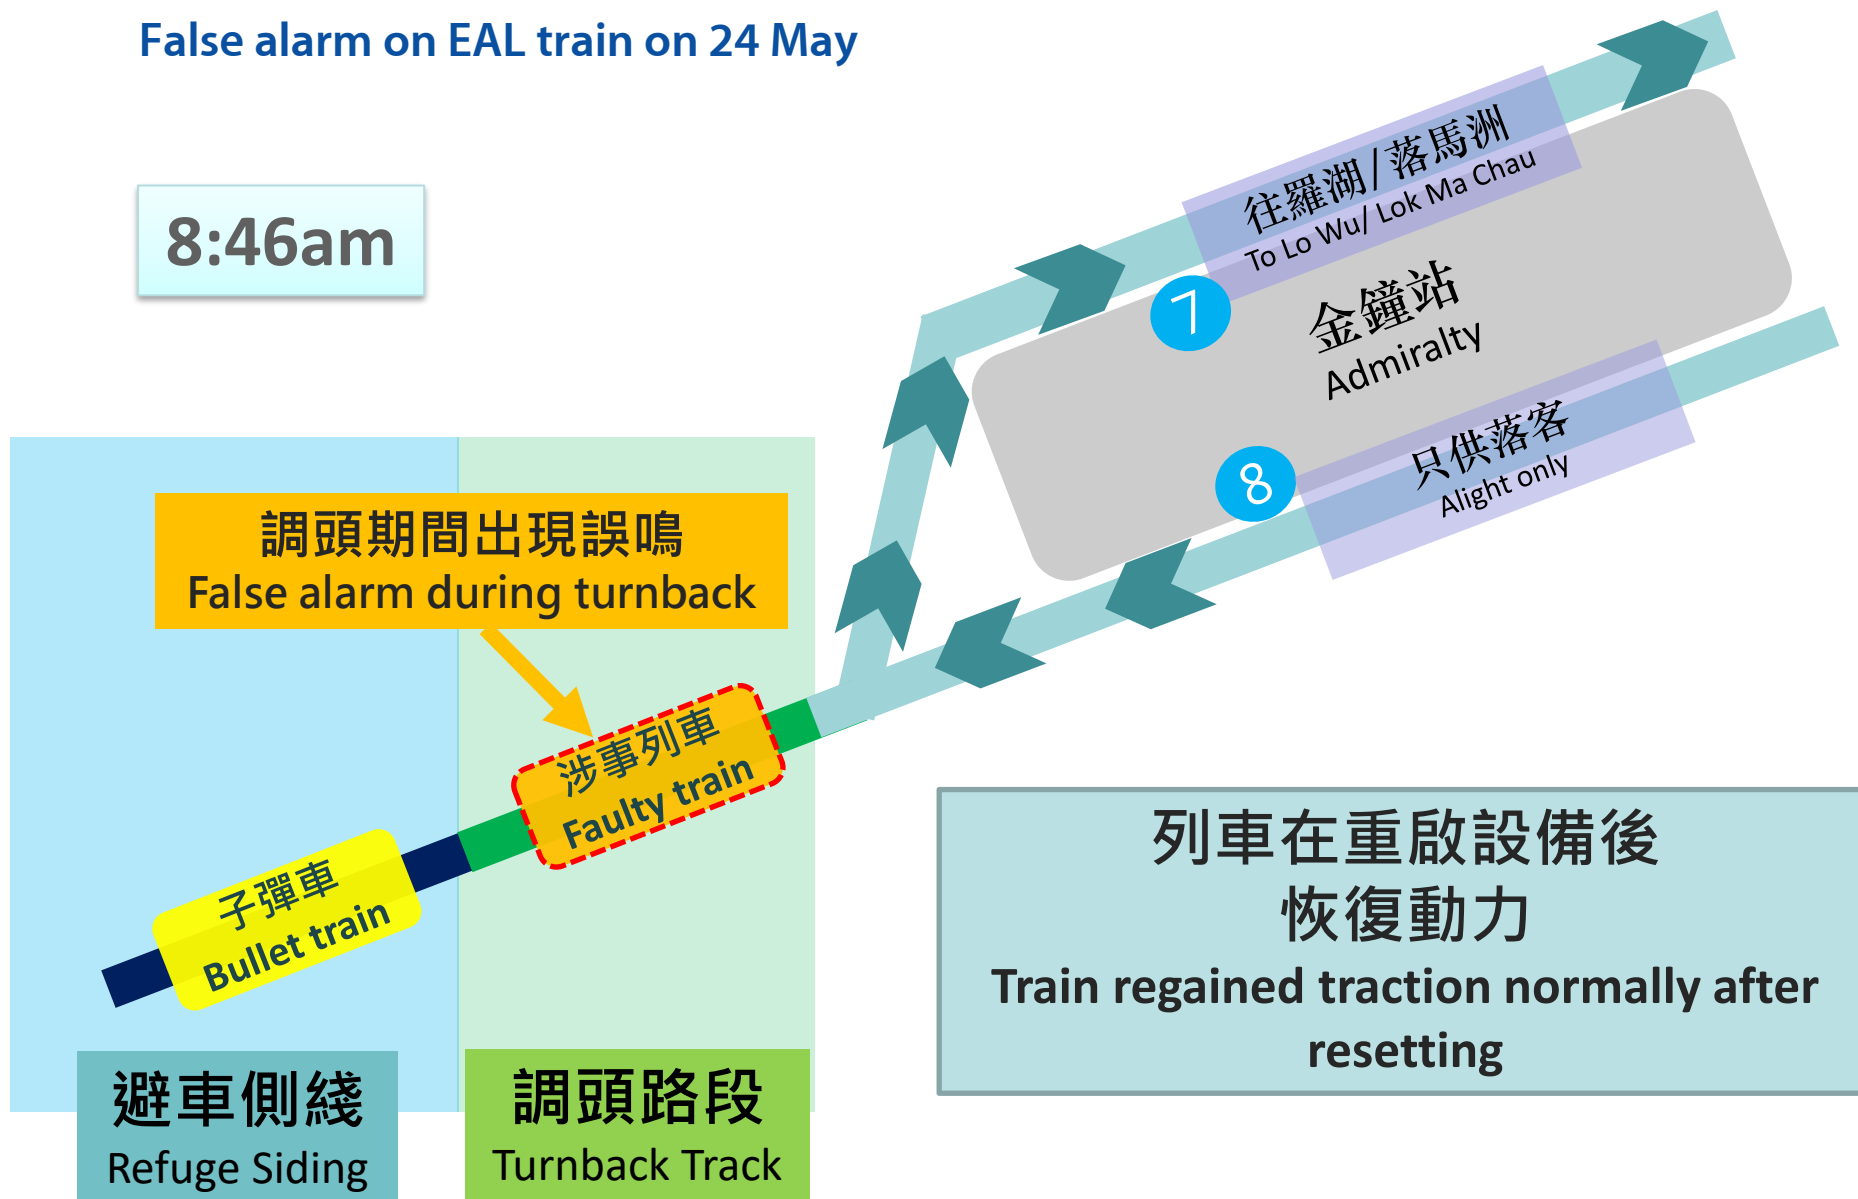 False alarm on EAL train on 24 May
8:46am
往羅湖/落馬洲
To Lo Wu/ Lok Ma Chau
7
金鐘站
Admiralty
8
只供落客
Alight only
調頭期間出現誤鳴
False alarm during turnback
涉事列車
Faulty train
子彈車
Bullet train
列車在重啟設備後
恢復動力
Train regained traction normally after
resetting
避車側綫
Refuge Siding
調頭路段
Turnback Track